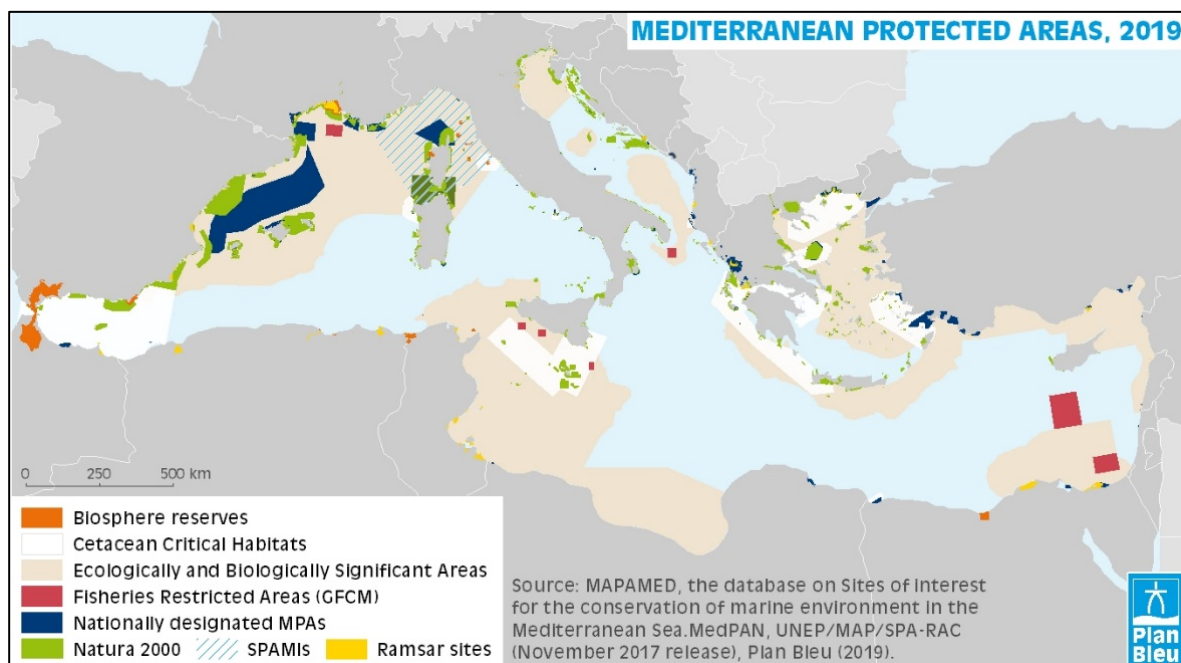 MEDITERRANEAN PROTECTED AREAS, 2019
0 250 500 km
Biosphere reserves
Cetacean Critical Habitats
Ecologically and Biologically Significant Areas
Fisheries Restricted Areas (GFCM)
Nationally designated MPAs
Natura 2000 SPAMIs Ramsar sites
Source: MAPAMED, the database on Sites of interest
for the conservation of marine environment in the
Mediterranean Sea.MedPAN, UNEP/MAP/SPA-RAC
(November 2017 release), Plan Bleu (2019).
Plan
Bleu